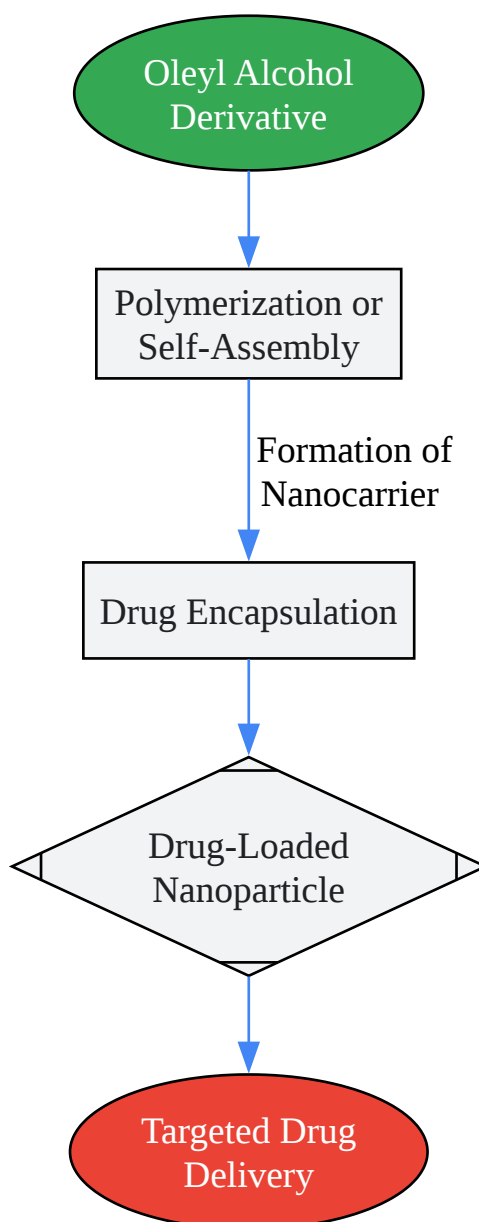 Oleyl Alcohol
Derivative
Polymerization or
Self-Assembly
Formation of
Nanocarrier
Drug Encapsulation
Drug-Loaded
Nanoparticle
Targeted Drug
Delivery